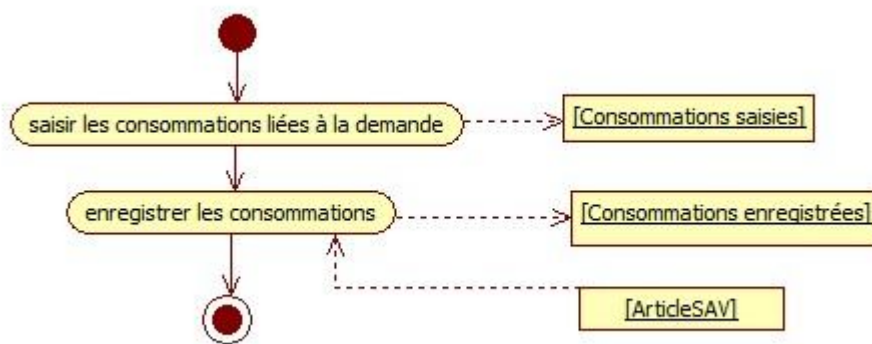 saisir les consommations liées à la demande
[Consommations saisies]
enregistrer les consommations
[Consommations enregistrées]
[ArticleSAV]